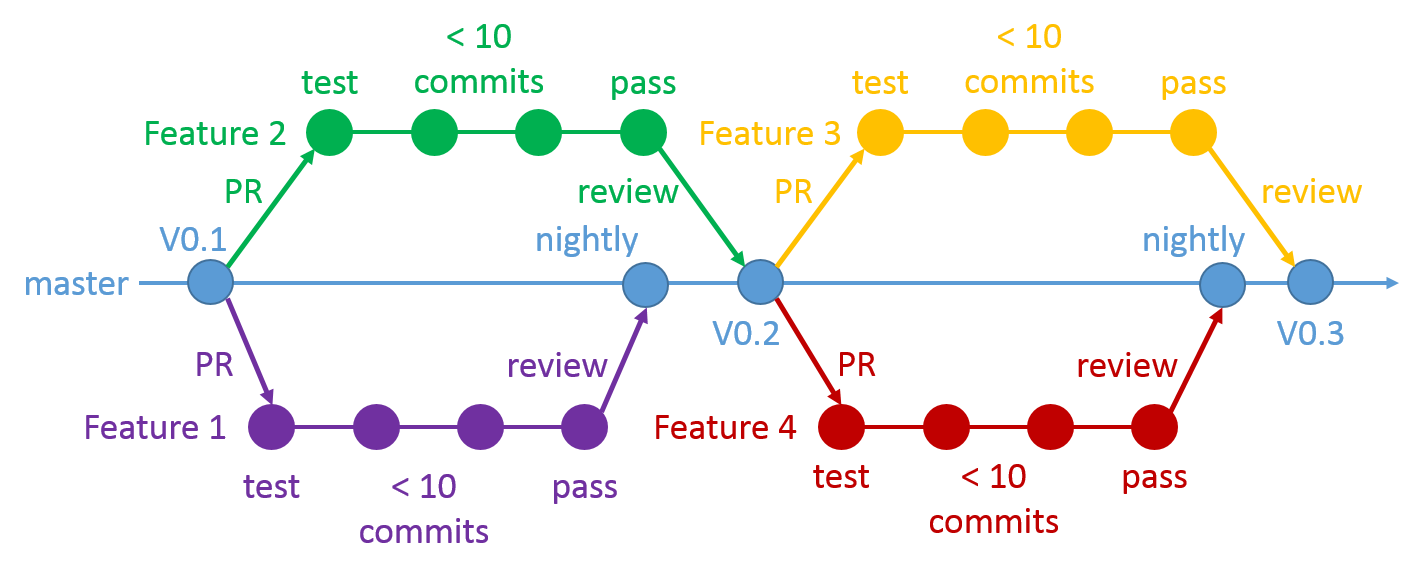 < 10
commits
test
pass
Feature 2
PR
review
< 10
commits
test
pass
Feature 3
PR
review
V0.1
nightly
nightly
master
V0.2
V0.3
PR
review
Feature 1
test
< 10
commits
pass
PR
review
Feature 4
test
< 10
commits
pass